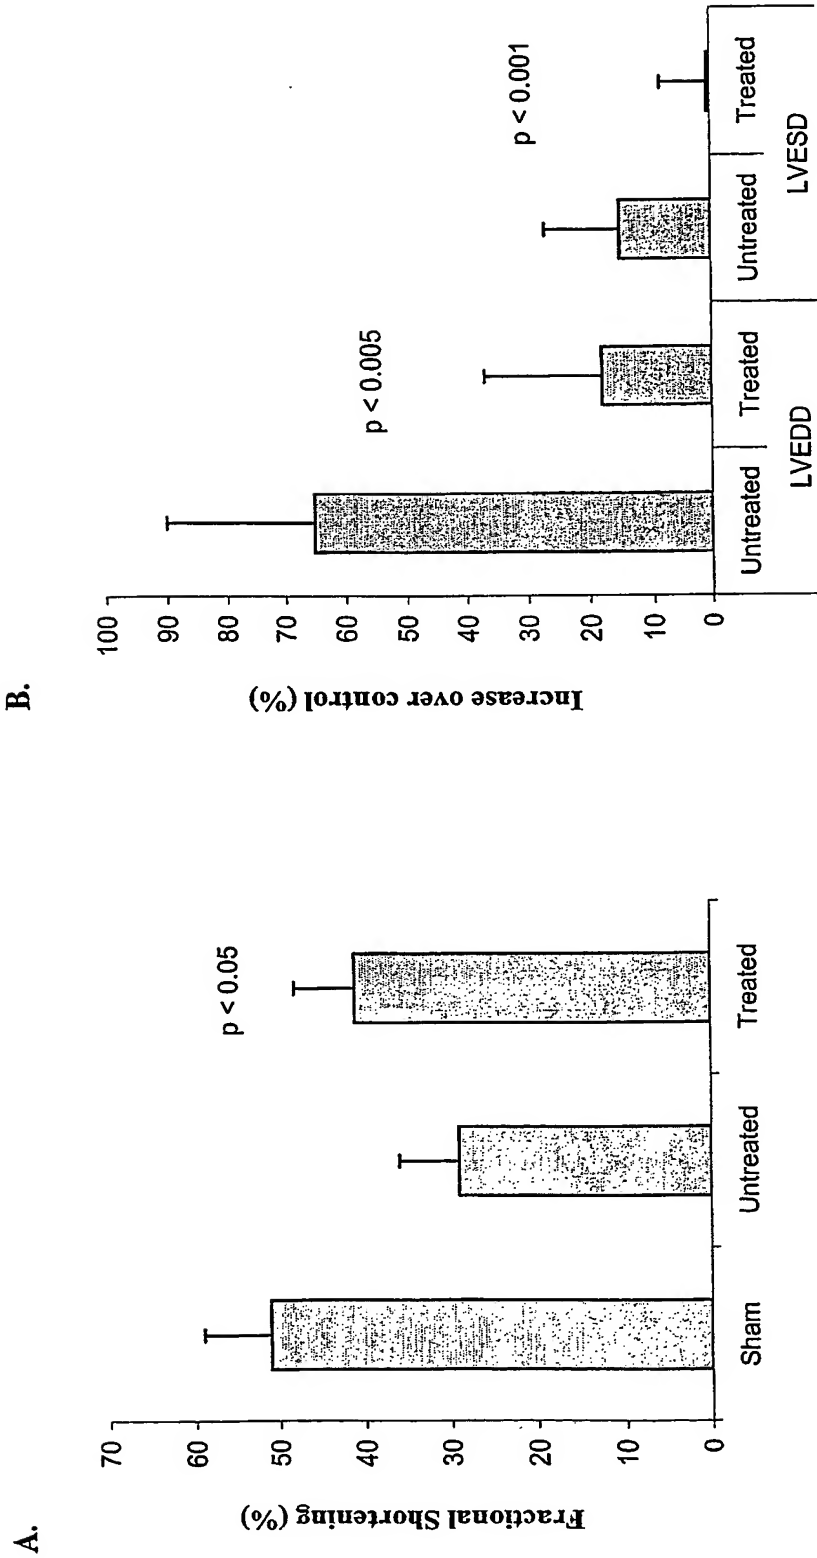 A.
Fractional Shortening (%)
70
60
50
40
30
20
10
0
p < 0.05
Sham
Untreated
Treated
B.
Increase over control (%)
100
90
80
70
60
50
40
30
20
10
0
p < 0.005
p < 0.001
Untreated
Treated
Untreated
Treated
LVEDD
LVESD